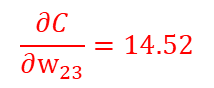 ∂C/∂w₂₃ = 14.52